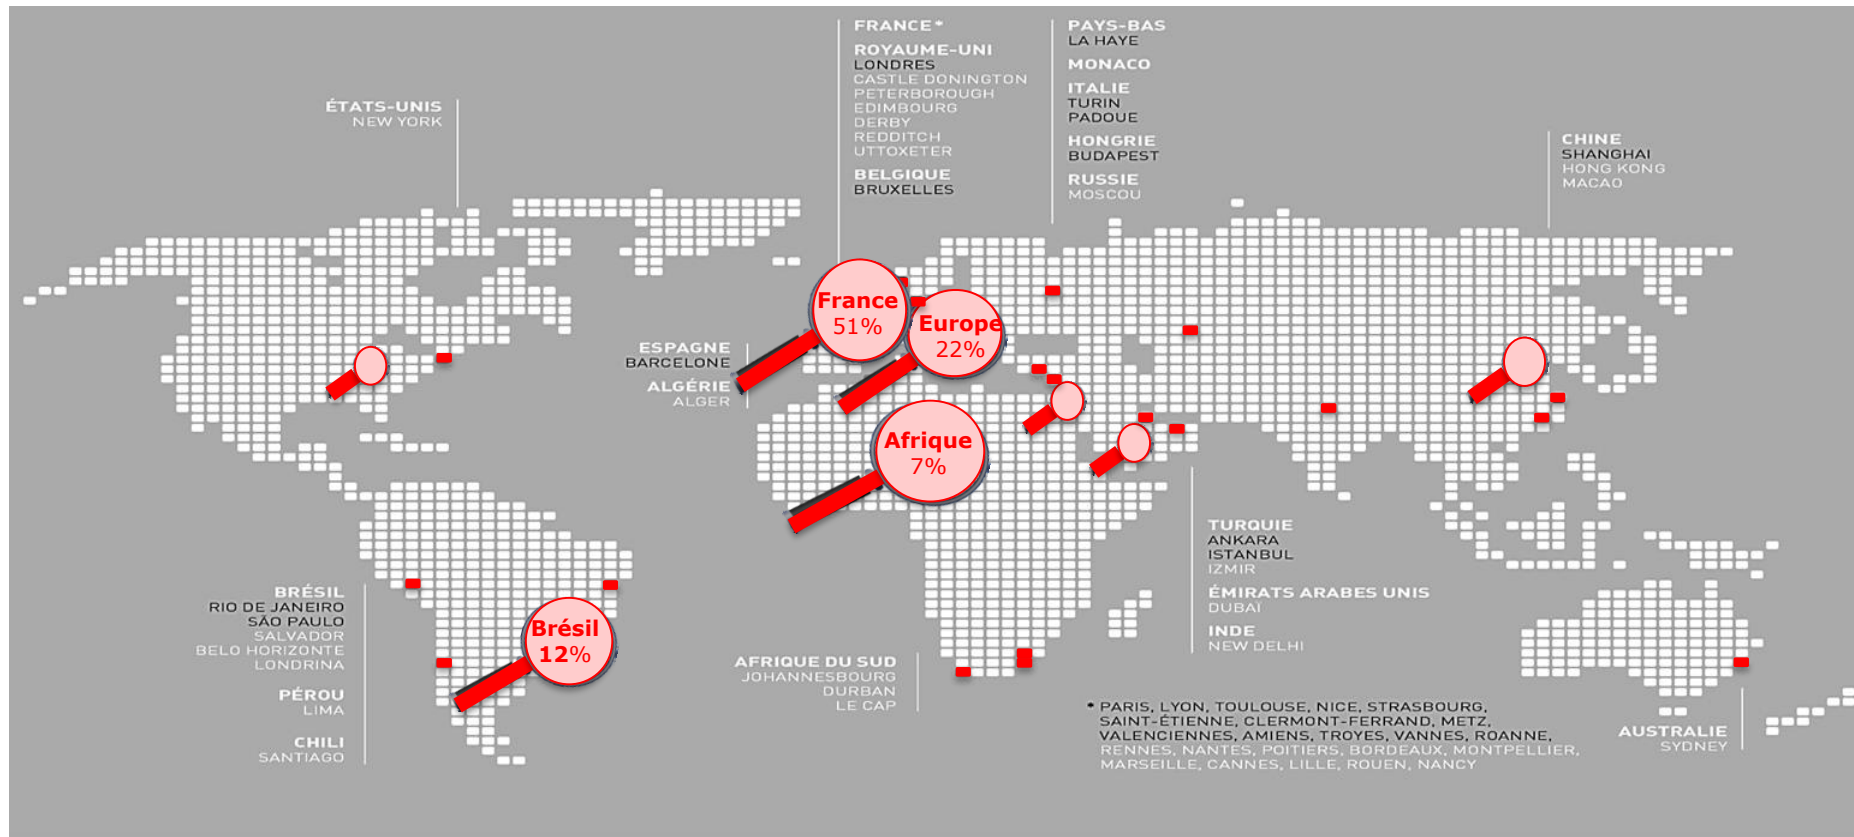 FRANCE*
ROYAUME-UNI
LONDRES
CASTLE DONINGTON
PETERBOROUGH
EDIMBOURG
DERBY
REDDITCH
UTTOXETER
BELGIQUE
BRUXELLES
PAYS-BAS
LA HAYE
MONACO
ITALIE
TURIN
PADOUE
HONGRIE
BUDAPEST
RUSSIE
MOSCOU
ÉTATS-UNIS
NEW YORK
CHINE
SHANGHAI
HONG KONG
MACAO
France
51%
Europe
22%
ESPAGNE
BARCELONE
ALGÉRIE
ALGER
Afrique
7%
TURQUIE
ANKARA
ISTANBUL
IZMIR
ÉMIRATS ARABES UNIS
DUBAÏ
INDE
NEW DELHI
BRÉSIL
RIO DE JANEIRO
SÃO PAULO
SALVADOR
BELO HORIZONTE
LONDRINA
PÉROU
LIMA
CHILI
SANTIAGO
Brésil
12%
AFRIQUE DU SUD
JOHANNESBOURG
DURBAN
LE CAP
* PARIS, LYON, TOULOUSE, NICE, STRASBOURG,
SAINT-ÉTIENNE, CLERMONT-FERRAND, METZ,
VALENCIENNES, AMIENS, TROYES, VANNES, ROANNE,
RENNES, NANTES, POITIERS, BORDEAUX, MONTPELLIER,
MARSEILLE, CANNES, LILLE, ROUEN, NANCY
AUSTRALIE
SYDNEY